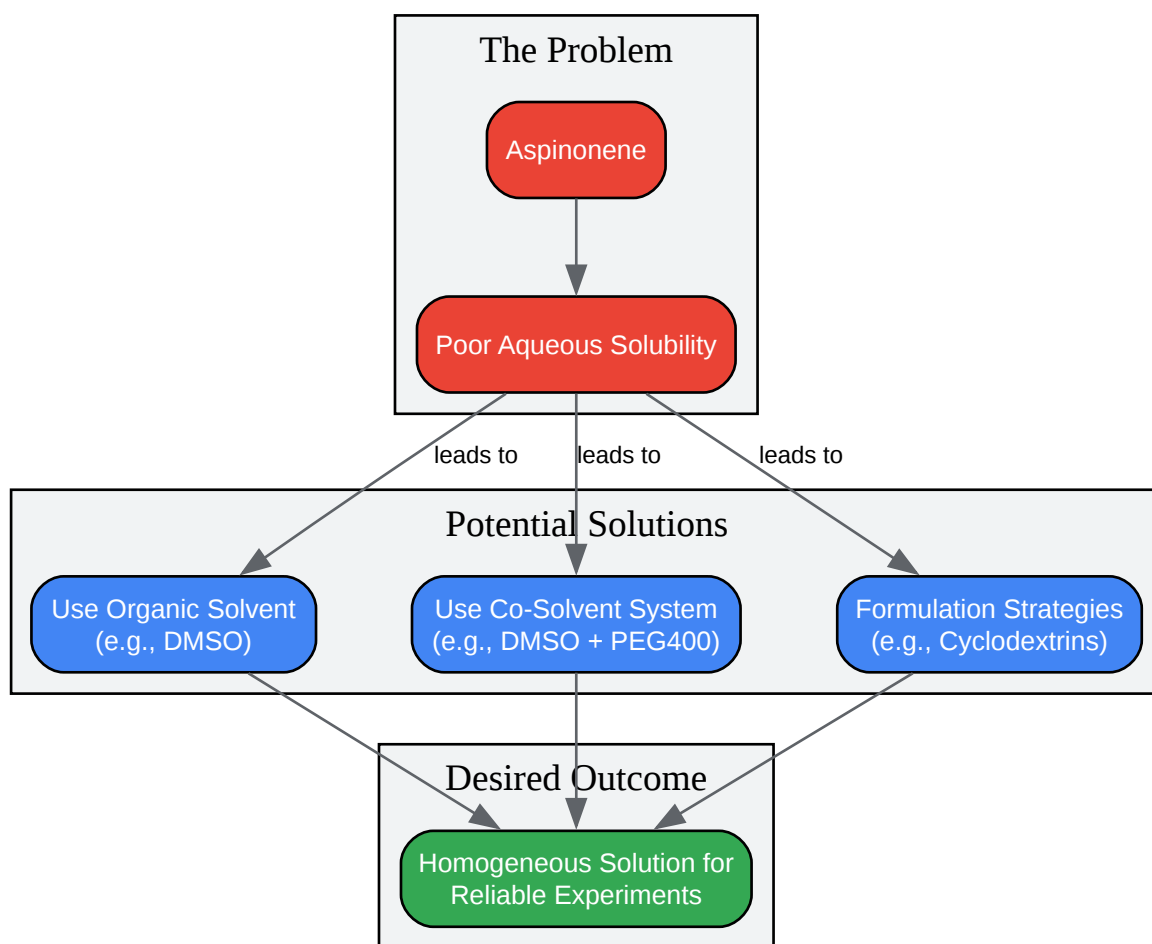 The Problem
Aspinonene
Poor Aqueous Solubility
leads to
leads to
leads to
Potential Solutions
Use Organic Solvent
(e.g., DMSO)
Use Co-Solvent System
(e.g., DMSO + PEG400)
Formulation Strategies
(e.g., Cyclodextrins)
Desired Outcome
Homogeneous Solution for
Reliable Experiments